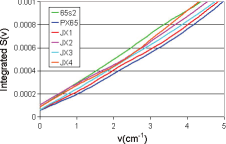 Integrated S(v)
0.001
0.0008
0.0006
0.0004
0.0002
0
65s2
PX65
JX1
JX2
JX3
JX4
0 1 2 3 4 5
v(cm-1)